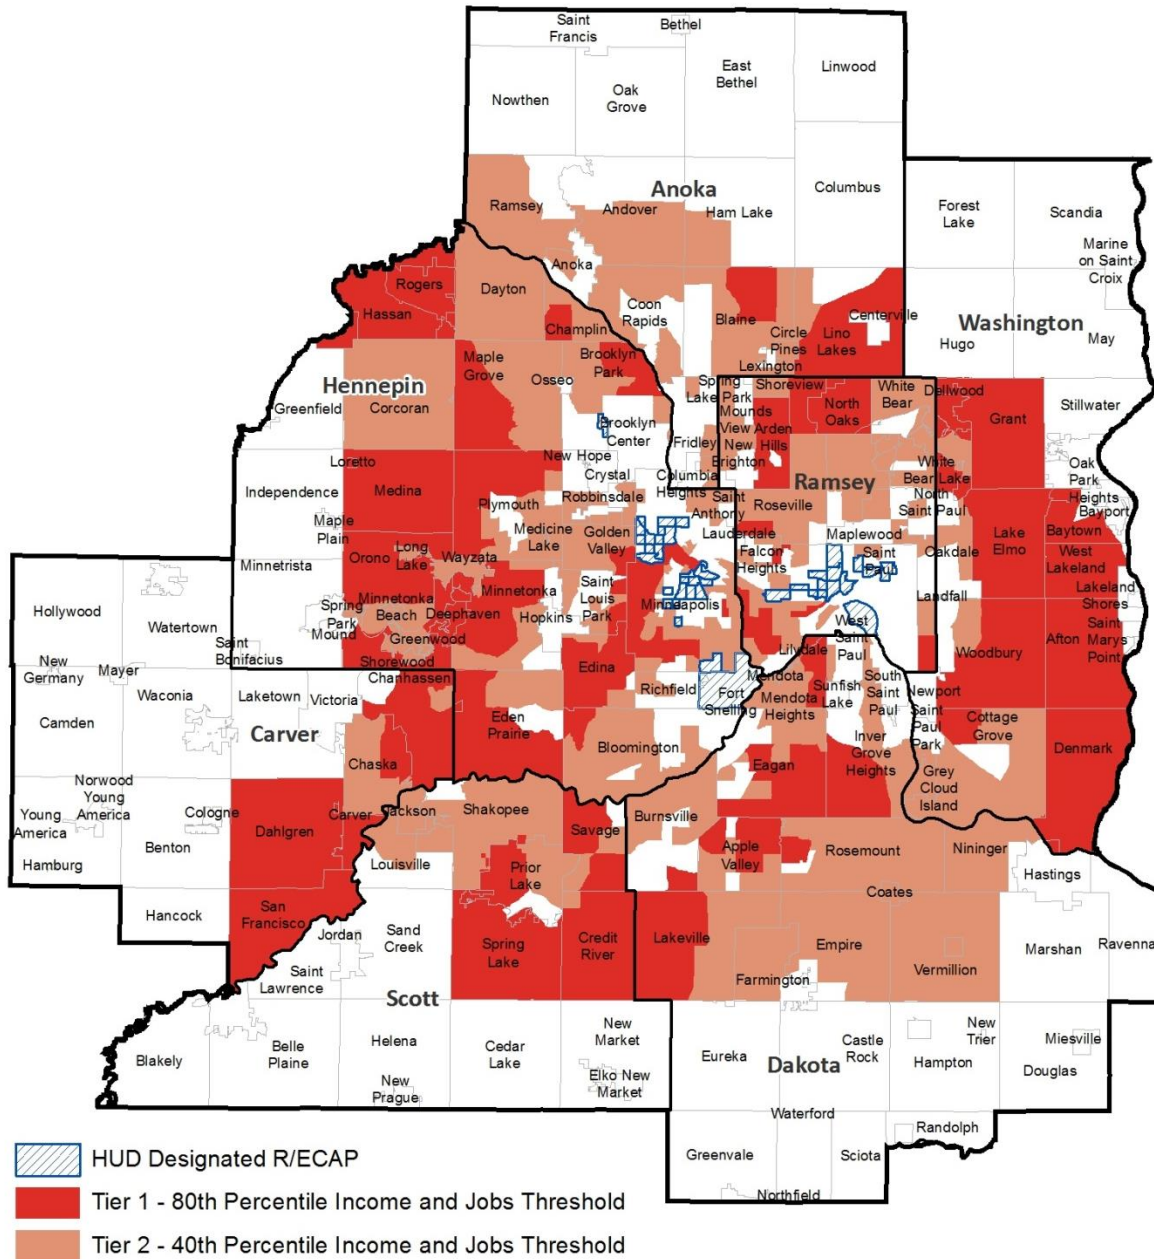 Saint
Francis
Bethel
East
Bethel
Linwood
Nowthen
Oak
Grove
Anoka
Columbus
Ramsey
Andover
Ham Lake
Forest
Lake
Scandia
Marine
on Saint
Croix
Anoka
Rogers
Dayton
Hassan
Champlin
Coon
Rapids
Blaine
Circle
Pines
Lexington
Lino
Lakes
Centerville
Washington
Hugo
May
Hennepin
Greenfield
Corcoran
Maple
Grove
Osseo
Brooklyn
Park
Brooklyn
Center
Spring
Lake Park
Shoreview
Mounds
View
New
Brighton
Arden
Hills
North
Oaks
White
Bear
Dellwood
Grant
Stillwater
Fridley
Loretto
New Hope
Crystal
Columbia
Heights
Ramsey
White
Bear Lake
Oak
Park
Heights
Bayport
Independence
Medina
Plymouth
Robbinsdale
Saint
Anthony
Roseville
North
Saint Paul
Maple
Plain
Medicine
Lake
Golden
Valley
Lauderdale
Maplewood
Lake
Elmo
Baytown
Orono
Long
Lake
Wayzata
Falcon
Heights
Saint
Paul
Oakdale
West
Lakeland
Minnetrista
Minnetonka
Beach
Deephaven
Minnetonka
Saint
Louis
Park
Minneapolis
Landfall
Lakeland
Shores
Hollywood
Watertown
Spring
Park
Mound
Greenwood
Hopkins
West
Saint
Paul
Saint
Marys
Point
Saint
Bonifacius
Shorewood
Edina
Lilydale
Woodbury
Afton
New
Germany
Mayer
Waconia
Laketown
Victoria
Chanhassen
Richfield
Fort
Snelling
Mendota
Mendota
Heights
Sunfish
Lake
South
Saint
Paul
Newport
Saint
Paul
Park
Camden
Carver
Eden
Prairie
Bloomington
Cottage
Grove
Denmark
Chaska
Eagan
Inver
Grove
Heights
Grey
Cloud
Island
Norwood
Young
America
Young
America
Cologne
Dahlgren
Carver
Jackson
Shakopee
Savage
Burnsville
Benton
Hamburg
Louisville
Prior
Lake
Apple
Valley
Rosemount
Nininger
Hastings
Coates
Hancock
San
Francisco
Jordan
Sand
Creek
Spring
Lake
Credit
River
Lakeville
Empire
Marshan
Ravenna
Saint
Lawrence
Farmington
Vermillion
Scott
Blakely
Belle
Plaine
Helena
Cedar
Lake
New
Market
Eureka
Castle
Rock
New
Trier
Miesville
Dakota
Hampton
Douglas
New
Prague
Elko New
Market
Waterford
Randolph
Greenvale
Sciota
Northfield
HUD Designated R/ECAP
Tier 1 - 80th Percentile Income and Jobs Threshold
Tier 2 - 40th Percentile Income and Jobs Threshold